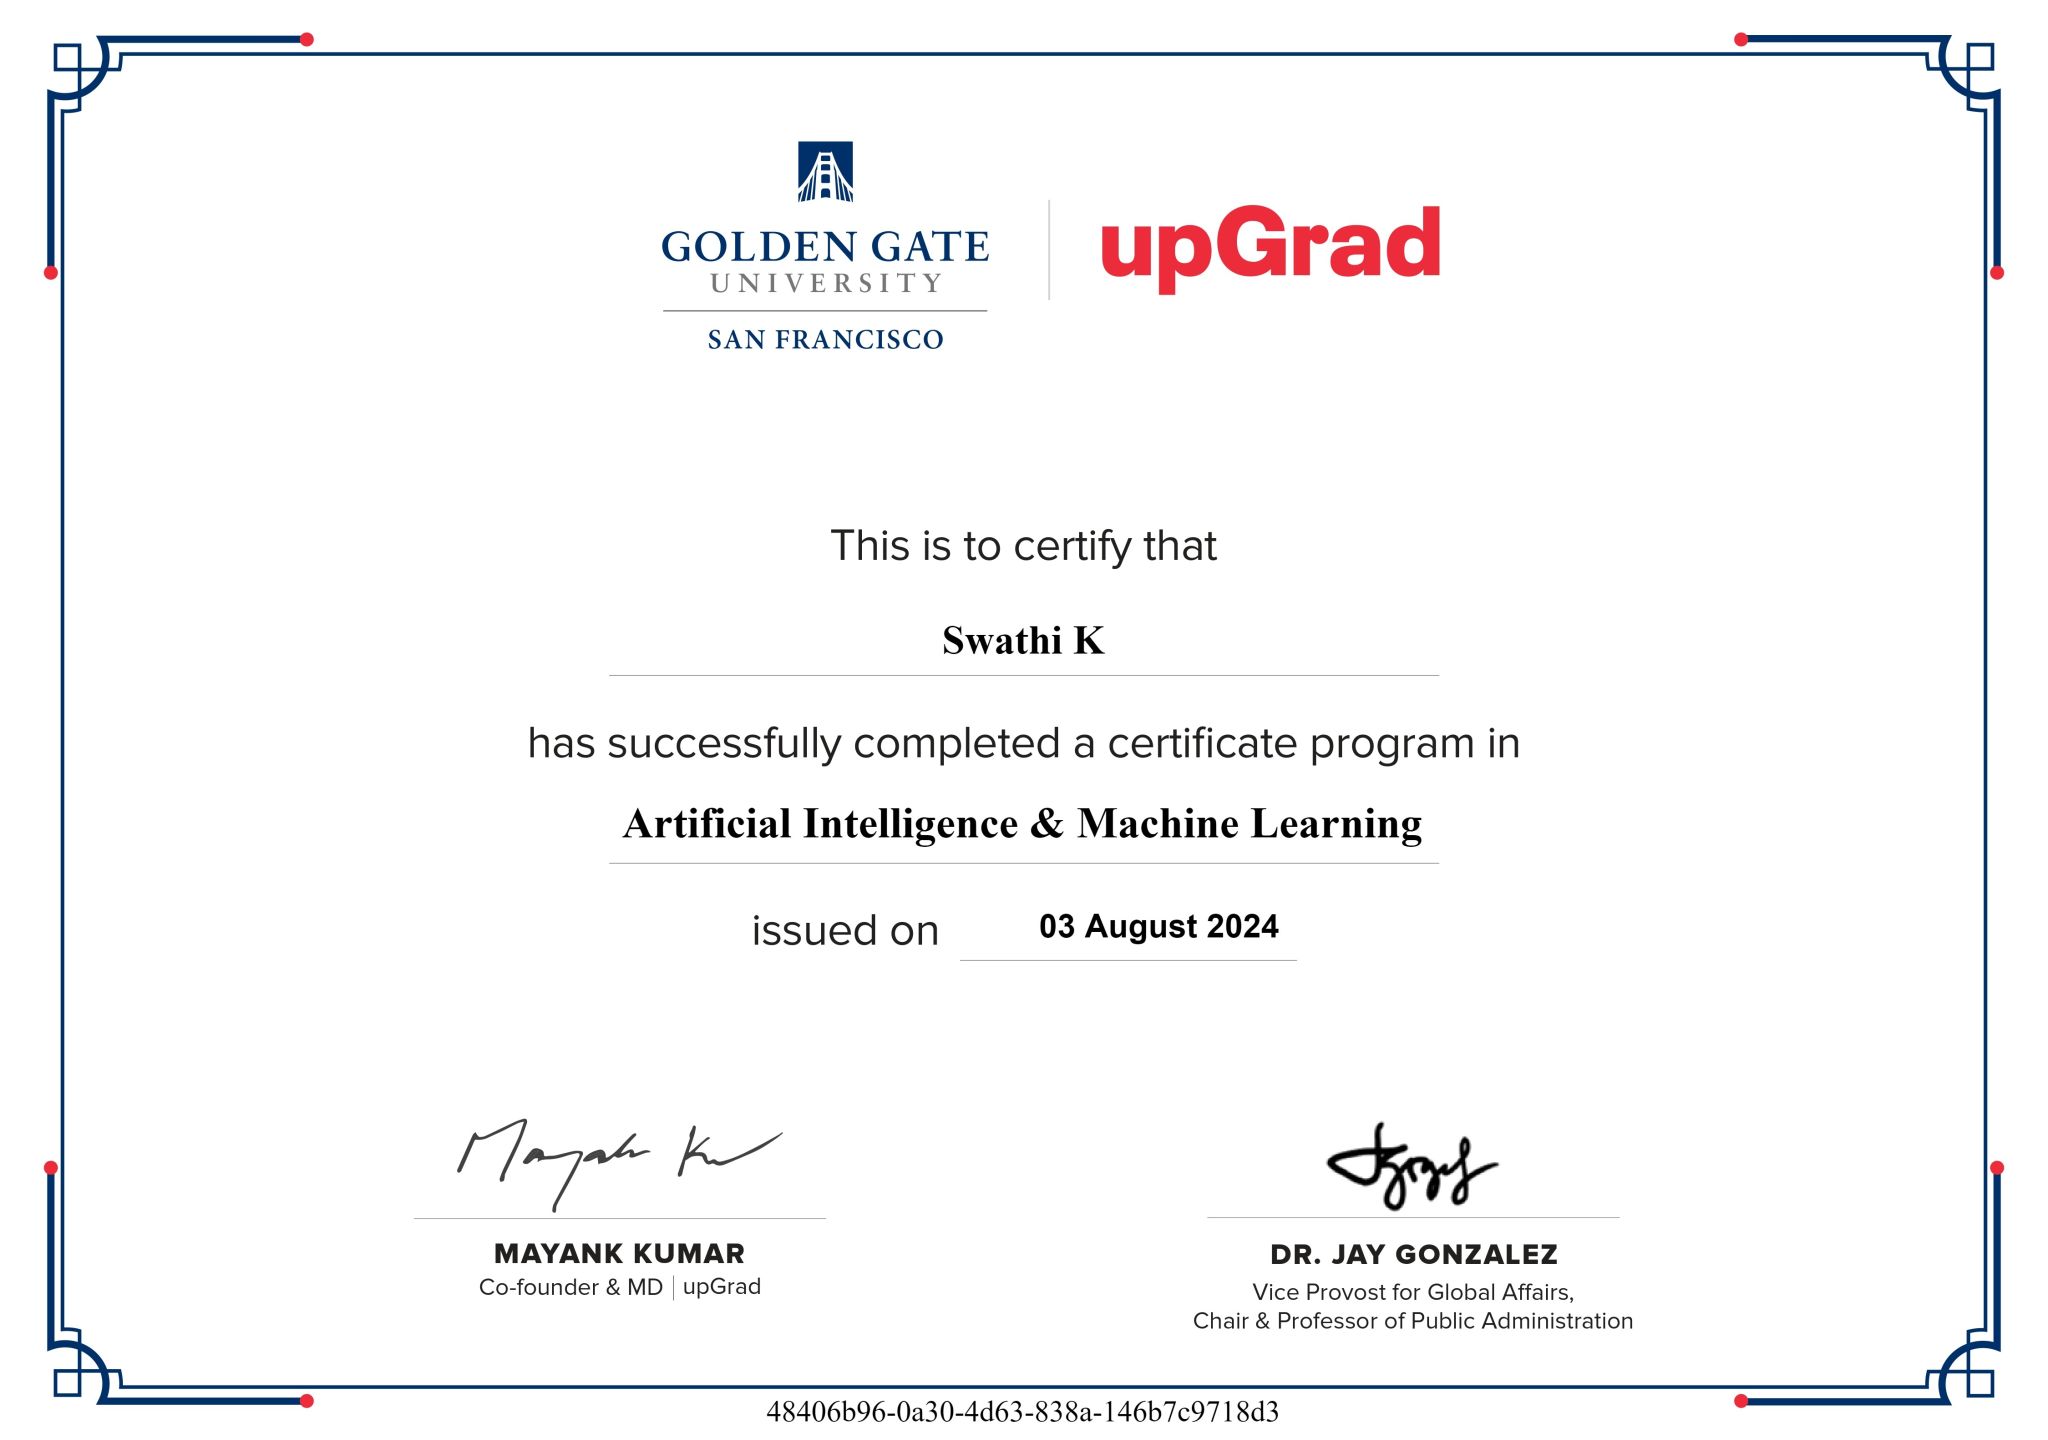 GOLDEN GATE
UNIVERSITY
SAN FRANCISCO
upGrad
This is to certify that
Swathi K
has successfully completed a certificate program in
Artificial Intelligence & Machine Learning
issued on 03 August 2024
Mayank Ku
MAYANK KUMAR
Co-founder & MD | upGrad
DR. JAY GONZALEZ
Vice Provost for Global Affairs,
Chair & Professor of Public Administration
48406b96-0a30-4d63-838a-146b7c9718d3